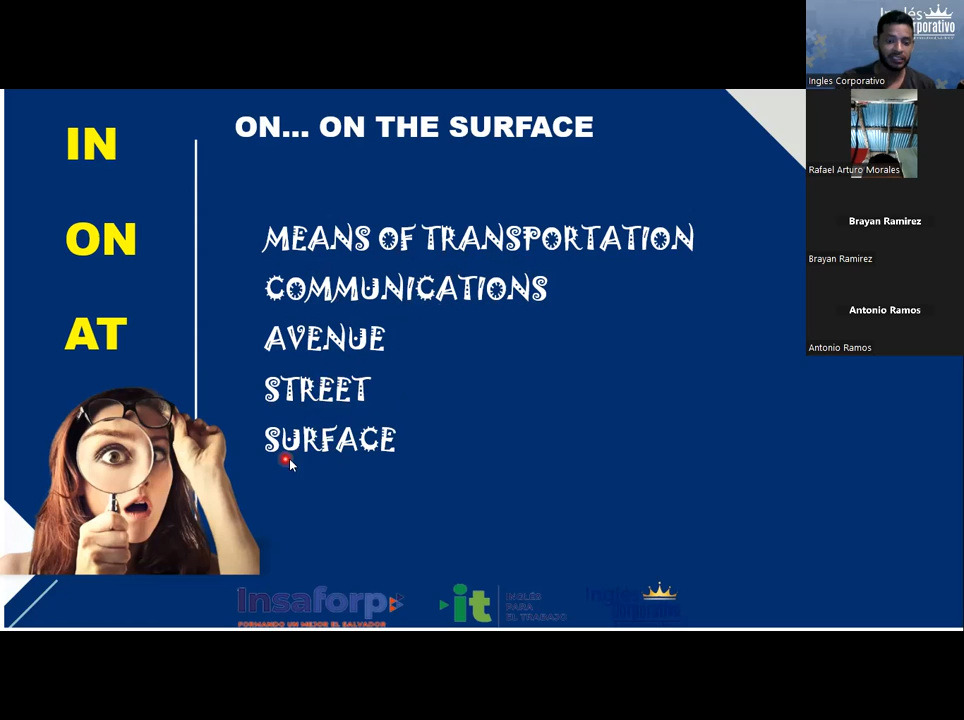 IN
ON
AT
ON... ON THE SURFACE
MEANS OF TRANSPORTATION
COMMUNICATIONS
AVENUE
STREET
SURFACE
Insaforp
FORMANDO UN MEJOR EL SALVADOR
it
INGLÉS
PARA
EL TRABAJO
Inglés
Corporativo
Inglés
Corporativo
Ingles Corporativo
Rafael Arturo Morales
Brayan Ramirez
Brayan Ramirez
Antonio Ramos
Antonio Ramos